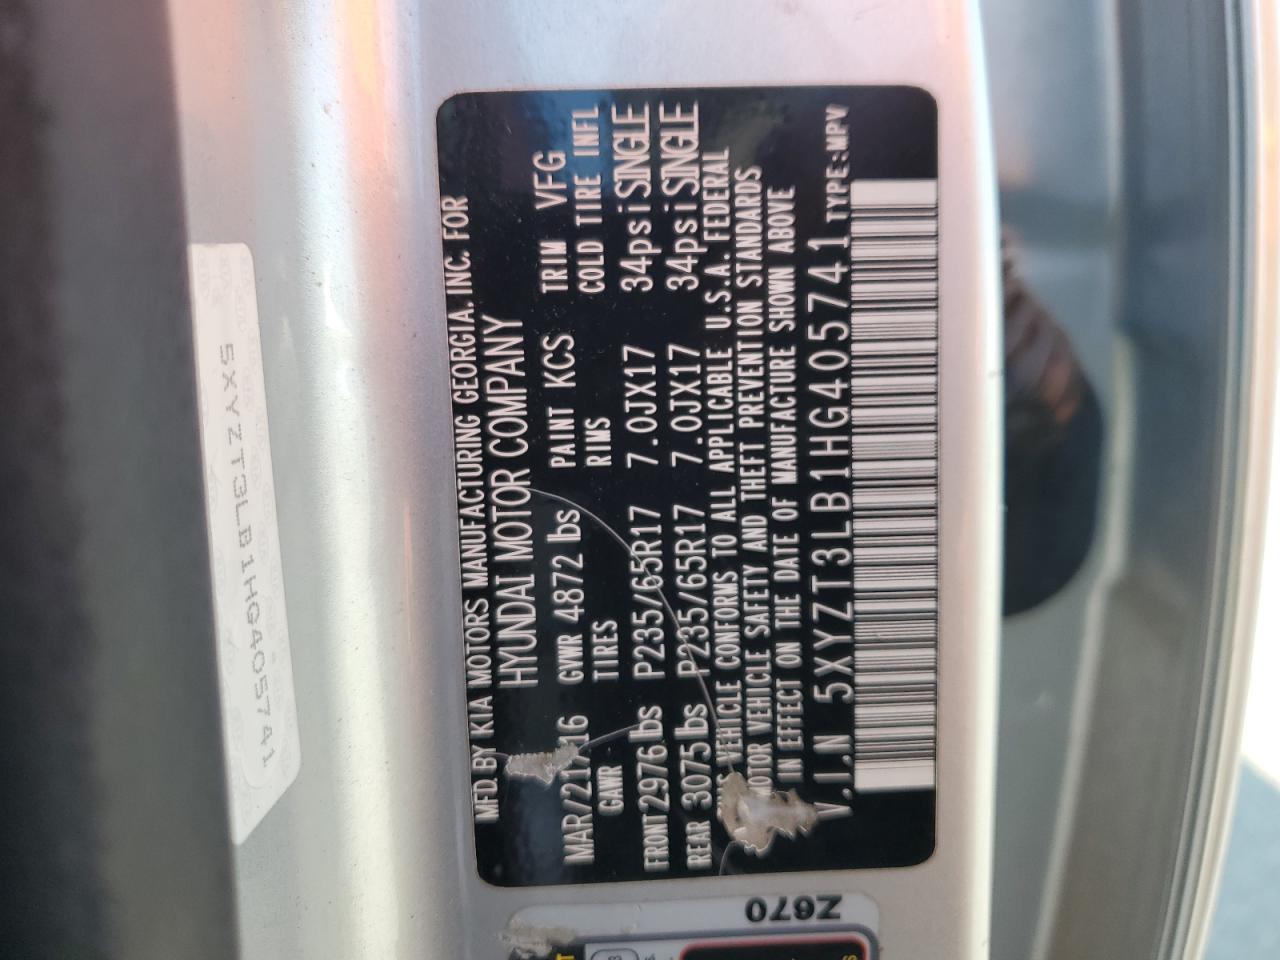 5XYZT3LB1HG405741
MFD BY KIA MOTORS MANUFACTURING GEORGIA, INC. FOR
HYUNDAI MOTOR COMPANY
MAR/21/16 GVWR 4872 lbs PAINT KCS TRIM VFG
GAWR TIRES RIMS COLD TIRE INFL
FRONT 2976 lbs P235/65R17 7.0JX17 34psi SINGLE
REAR 3075 lbs P235/65R17 7.0JX17 34psi SINGLE
VEHICLE CONFORMS TO ALL APPLICABLE U.S.A. FEDERAL
MOTOR VEHICLE SAFETY AND THEFT PREVENTION STANDARDS
IN EFFECT ON THE DATE OF MANUFACTURE SHOWN ABOVE
V.I.N 5XYZT3LB1HG405741 TYPE:MPV
Z670